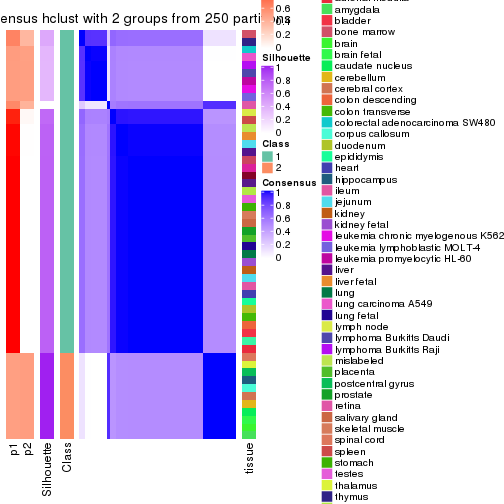 ensus hclust with 2 groups from 250 partitions
0.6
0.4
0.2
0
Silhouette
1
0.8
0.6
0.4
0.2
0
Class
1
2
Consensus
1
0.8
0.6
0.4
0.2
0
p1
p2
Silhouette
Class
tissue
amygdala
bladder
bone marrow
brain
brain fetal
caudate nucleus
cerebellum
cerebral cortex
colon descending
colon transverse
colorectal adenocarcinoma SW480
corpus callosum
duodenum
epididymis
heart
hippocampus
ileum
jejunum
kidney
kidney fetal
leukemia chronic myelogenous K562
leukemia lymphoblastic MOLT-4
leukemia promyelocytic HL-60
liver
liver fetal
lung
lung carcinoma A549
lung fetal
lymph node
lymphoma Burkitts Daudi
lymphoma Burkitts Raji
mislabeled
placenta
postcentral gyrus
prostate
retina
salivary gland
skeletal muscle
spinal cord
spleen
stomach
testes
thalamus
thymus